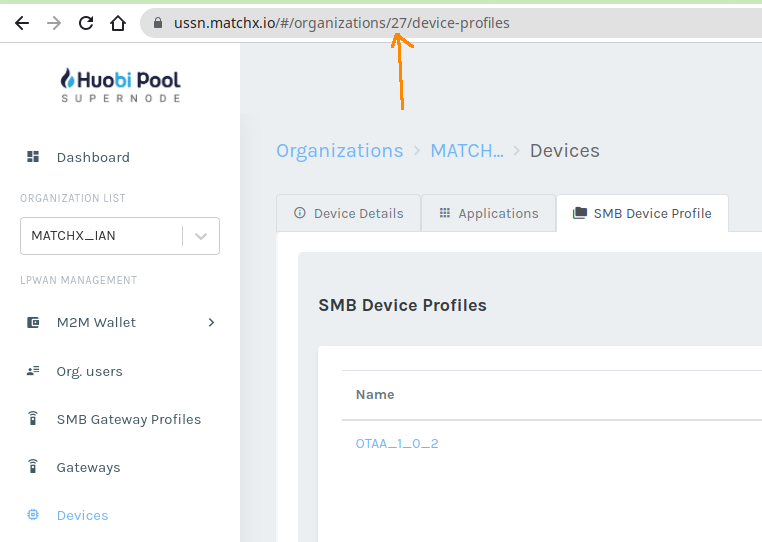 ussn.matchx.io/#/organizations/27/device-profiles
Huobi Pool
SUPERNODE
Dashboard
ORGANIZATION LIST
MATCHX_IAN
LPWAN MANAGEMENT
M2M Wallet
Org. users
SMB Gateway Profiles
Gateways
Devices
Organizations > MATCH... > Devices
Device Details Applications SMB Device Profile
SMB Device Profiles
Name
OTAA_1_0_2